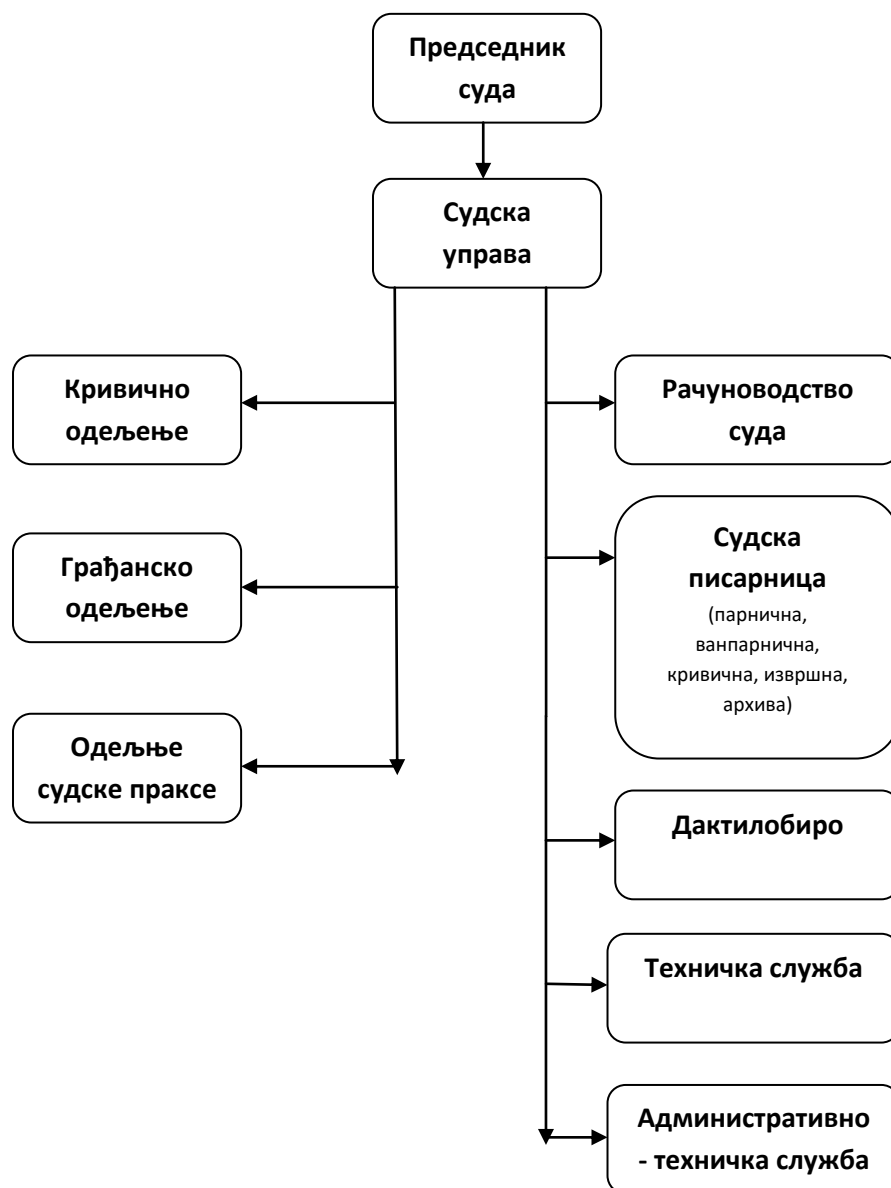 Председник
суда
Судска
управа
Кривично
одељење
Грађанско
одељење
Одељње
судске праксе
Рачуноводство
суда
Судска
писарница
(парнична,
ванпарнична,
кривична, извршна,
архива)
Дактилобиро
Техничка служба
Административно
- техничка служба